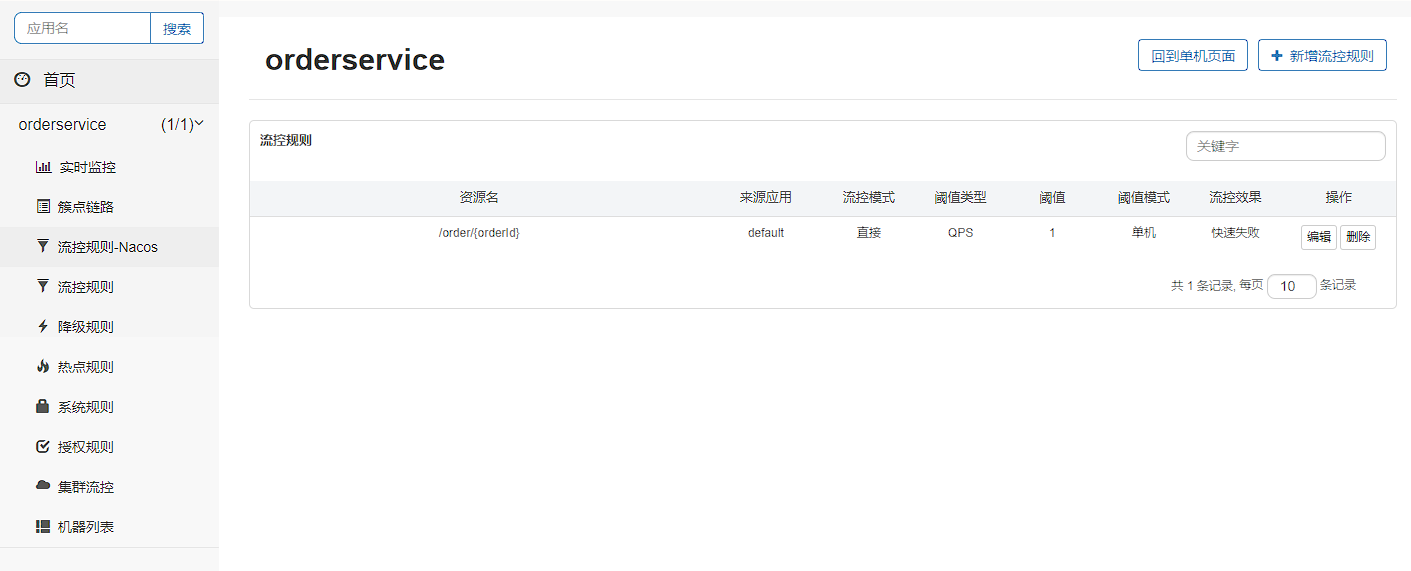 应用名 搜索
首页
orderservice (1/1)
实时监控
簇点链路
流控规则-Nacos
流控规则
降级规则
热点规则
系统规则
授权规则
集群流控
机器列表
orderservice 回到单机页面 新增流控规则
流控规则 关键字
资源名 来源应用 流控模式 阈值类型 阈值 阈值模式 流控效果 操作
/order/{orderId} default 直接 QPS 1 单机 快速失败 编辑 删除
共 1 条记录, 每页 10 条记录